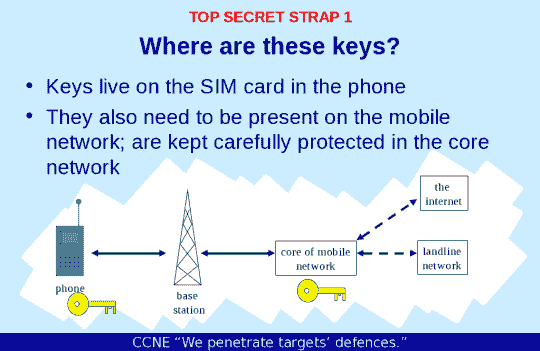 TOP SECRET STRAP 1
Where are these keys?
• Keys live on the SIM card in the phone
• They also need to be present on the mobile
network; are kept carefully protected in the core
network
the
internet
core of mobile
network
landline
network
phone
base
station
CCNE “We penetrate targets’ defences.”